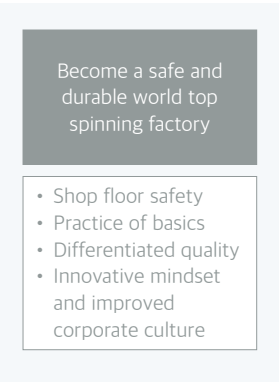 Become a safe and
durable world top
spinning factory
• Shop floor safety
• Practice of basics
• Differentiated quality
• Innovative mindset
and improved
corporate culture